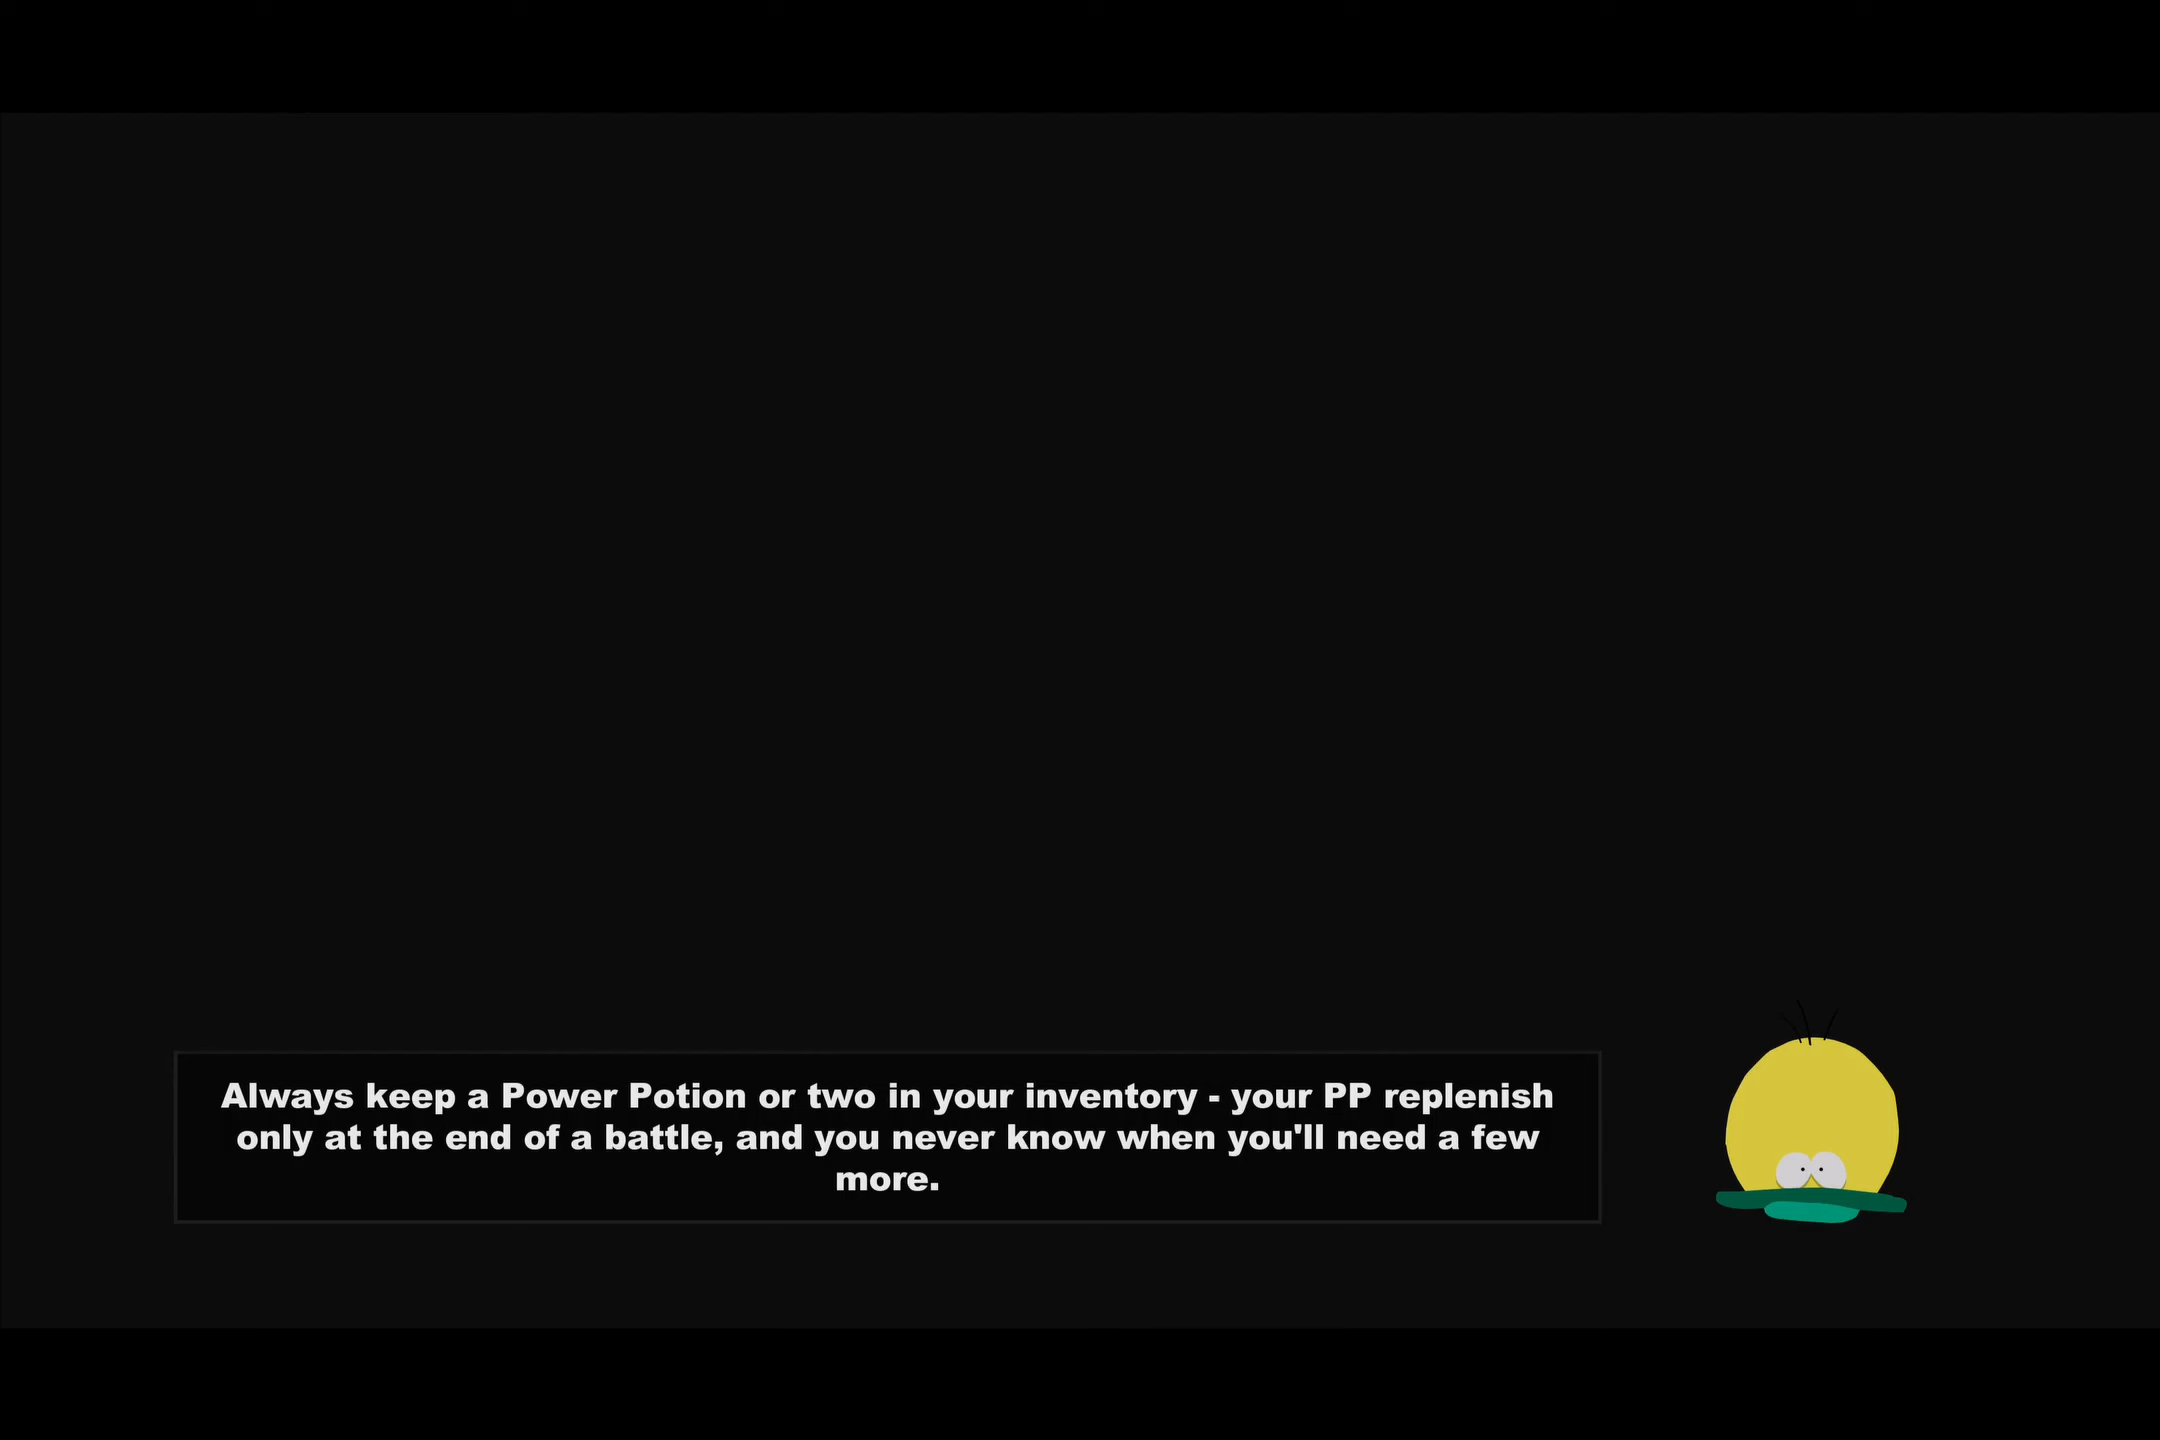 Always keep a Power Potion or two in your inventory - your PP replenish
only at the end of a battle, and you never know when you'll need a few
more.